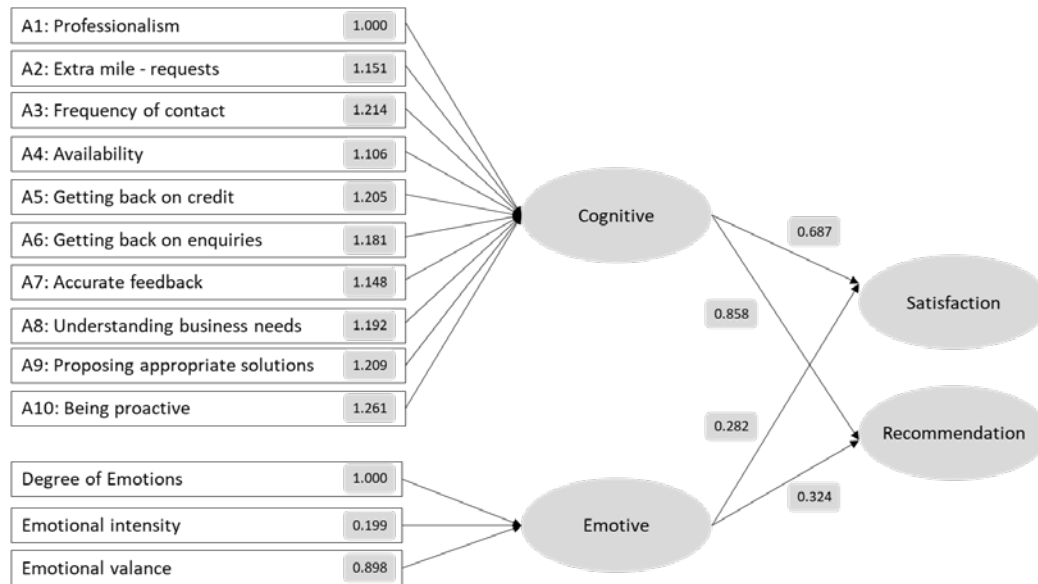 A1: Professionalism 1.000
A2: Extra mile - requests 1.151
A3: Frequency of contact 1.214
A4: Availability 1.106
A5: Getting back on credit 1.205
A6: Getting back on enquiries 1.181
A7: Accurate feedback 1.148
A8: Understanding business needs 1.192
A9: Proposing appropriate solutions 1.209
A10: Being proactive 1.261
Degree of Emotions 1.000
Emotional intensity 0.199
Emotional valance 0.898
Cognitive
Emotive
0.687
0.858
0.282
0.324
Satisfaction
Recommendation